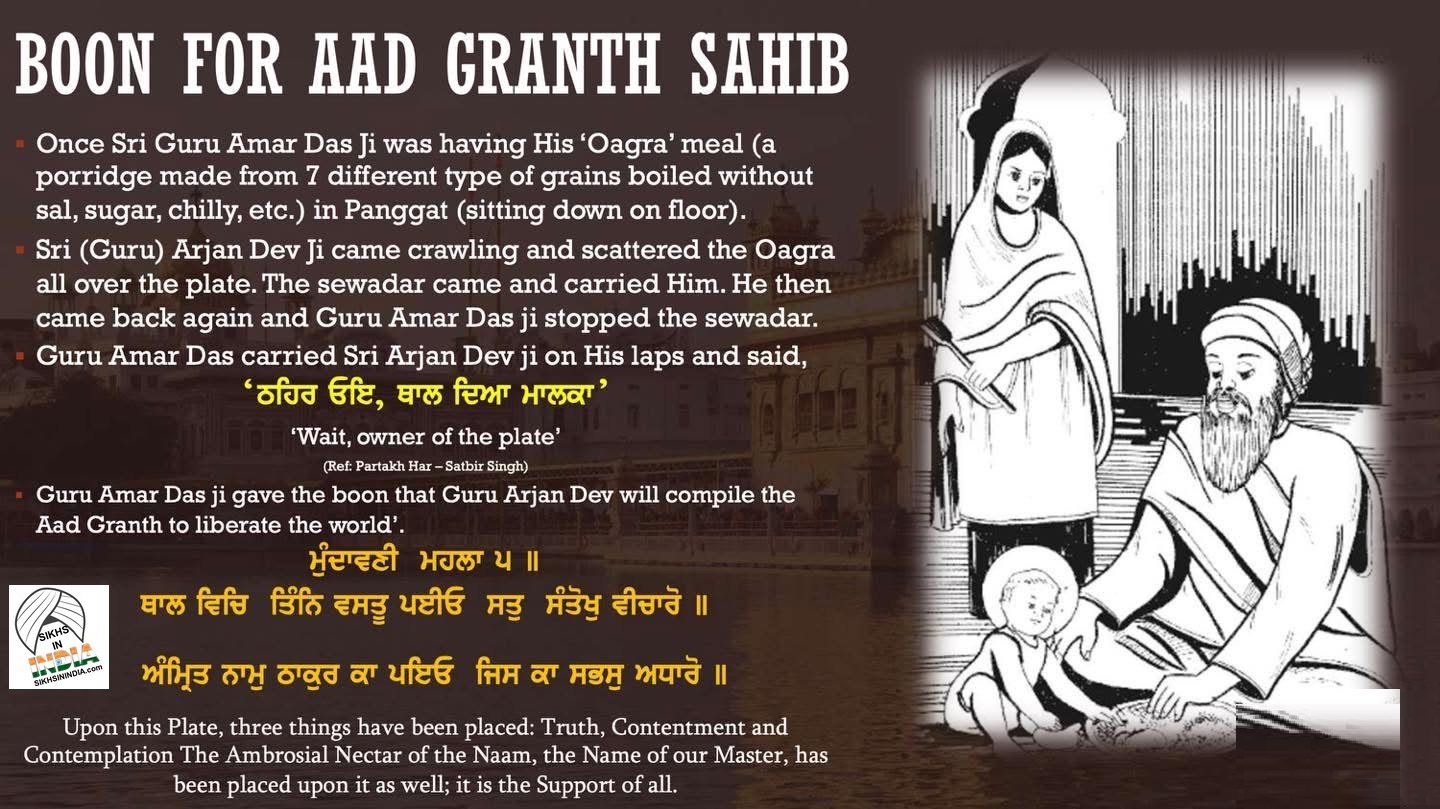 BOON FOR AAD GRANTH SAHIB
▪ Once Sri Guru Amar Das Ji was having His ‘Oagra’ meal (a
porridge made from 7 different type of grains boiled without
sal, sugar, chilly, etc.) in Panggat (sitting down on floor).
▪ Sri (Guru) Arjan Dev Ji came crawling and scattered the Oagra
all over the plate. The sewadar came and carried Him. He then
came back again and Guru Amar Das ji stopped the sewadar.
▪ Guru Amar Das carried Sri Arjan Dev ji on His laps and said,
‘ਠਹਿਰ ਓਇ, ਥਾਲ ਦਿਆ ਮਾਲਕਾ’
‘Wait, owner of the plate’
(Ref: Partakh Har – Satbir Singh)
▪ Guru Amar Das ji gave the boon that Guru Arjan Dev will compile the
Aad Granth to liberate the world’.
ਮੁੰਦਾਵਣੀ ਮਹਲਾ ੫ ॥
ਥਾਲ ਵਿਚਿ ਤਿੰਨਿ ਵਸਤੂ ਪਈਓ ਸਤੁ ਸੰਤੋਖੁ ਵੀਚਾਰੋ ॥
ਅੰਮ੍ਰਿਤ ਨਾਮੁ ਠਾਕੁਰ ਕਾ ਪਇਓ ਜਿਸ ਕਾ ਸਭਸੁ ਅਧਾਰੋ ॥
Upon this Plate, three things have been placed: Truth, Contentment and
Contemplation The Ambrosial Nectar of the Naam, the Name of our Master, has
been placed upon it as well; it is the Support of all.
SIKHS
IN
INDIA
.com
SIKHSININDIA